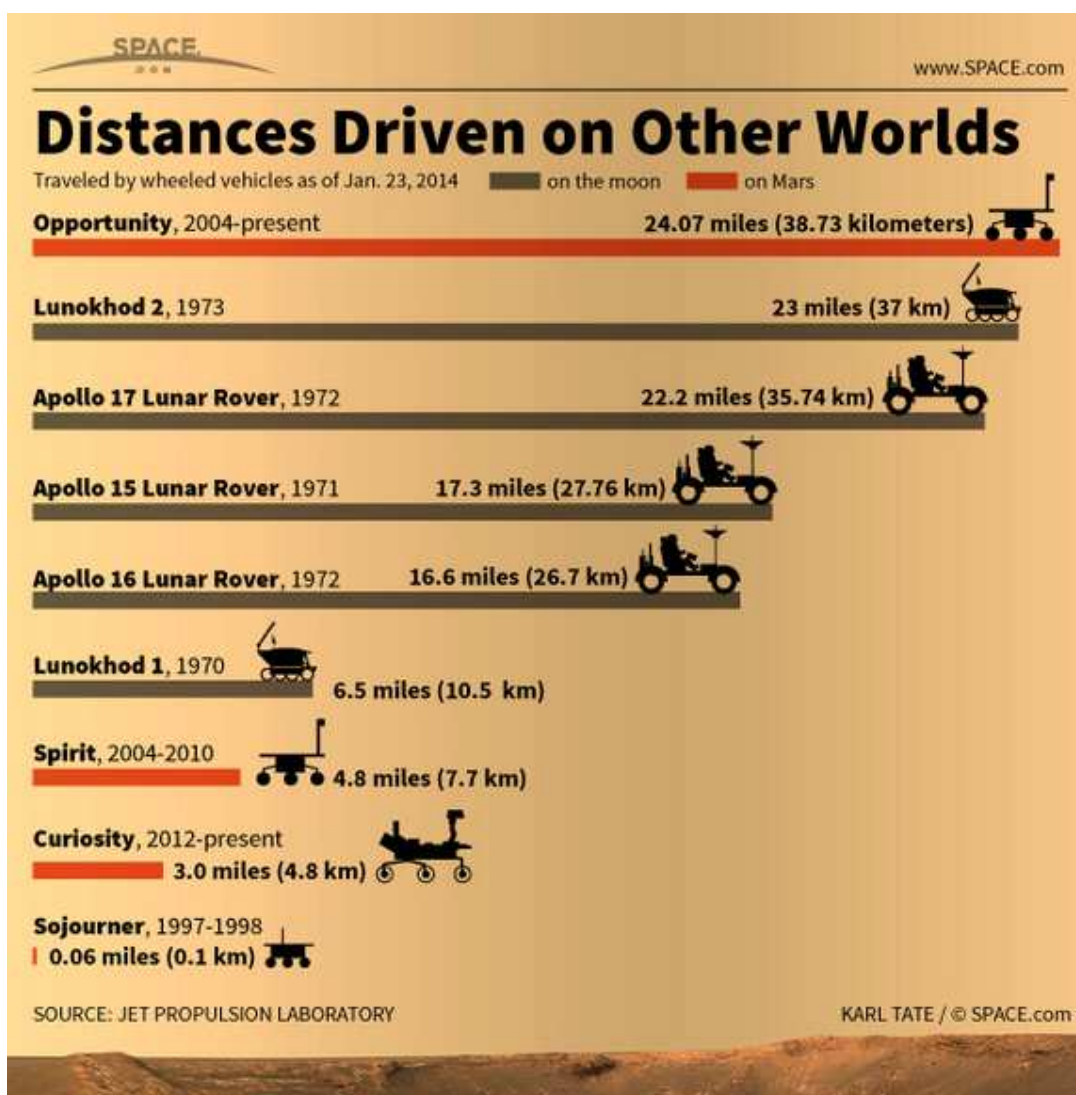 SPACE
www.SPACE.com
Distances Driven on Other Worlds
Traveled by wheeled vehicles as of Jan. 23, 2014 on the moon on Mars
Opportunity, 2004-present 24.07 miles (38.73 kilometers)
Lunokhod 2, 1973 23 miles (37 km)
Apollo 17 Lunar Rover, 1972 22.2 miles (35.74 km)
Apollo 15 Lunar Rover, 1971 17.3 miles (27.76 km)
Apollo 16 Lunar Rover, 1972 16.6 miles (26.7 km)
Lunokhod 1, 1970
6.5 miles (10.5 km)
Spirit, 2004-2010
4.8 miles (7.7 km)
Curiosity, 2012-present
3.0 miles (4.8 km)
Sojourner, 1997-1998
0.06 miles (0.1 km)
SOURCE: JET PROPULSION LABORATORY KARL TATE / © SPACE.com